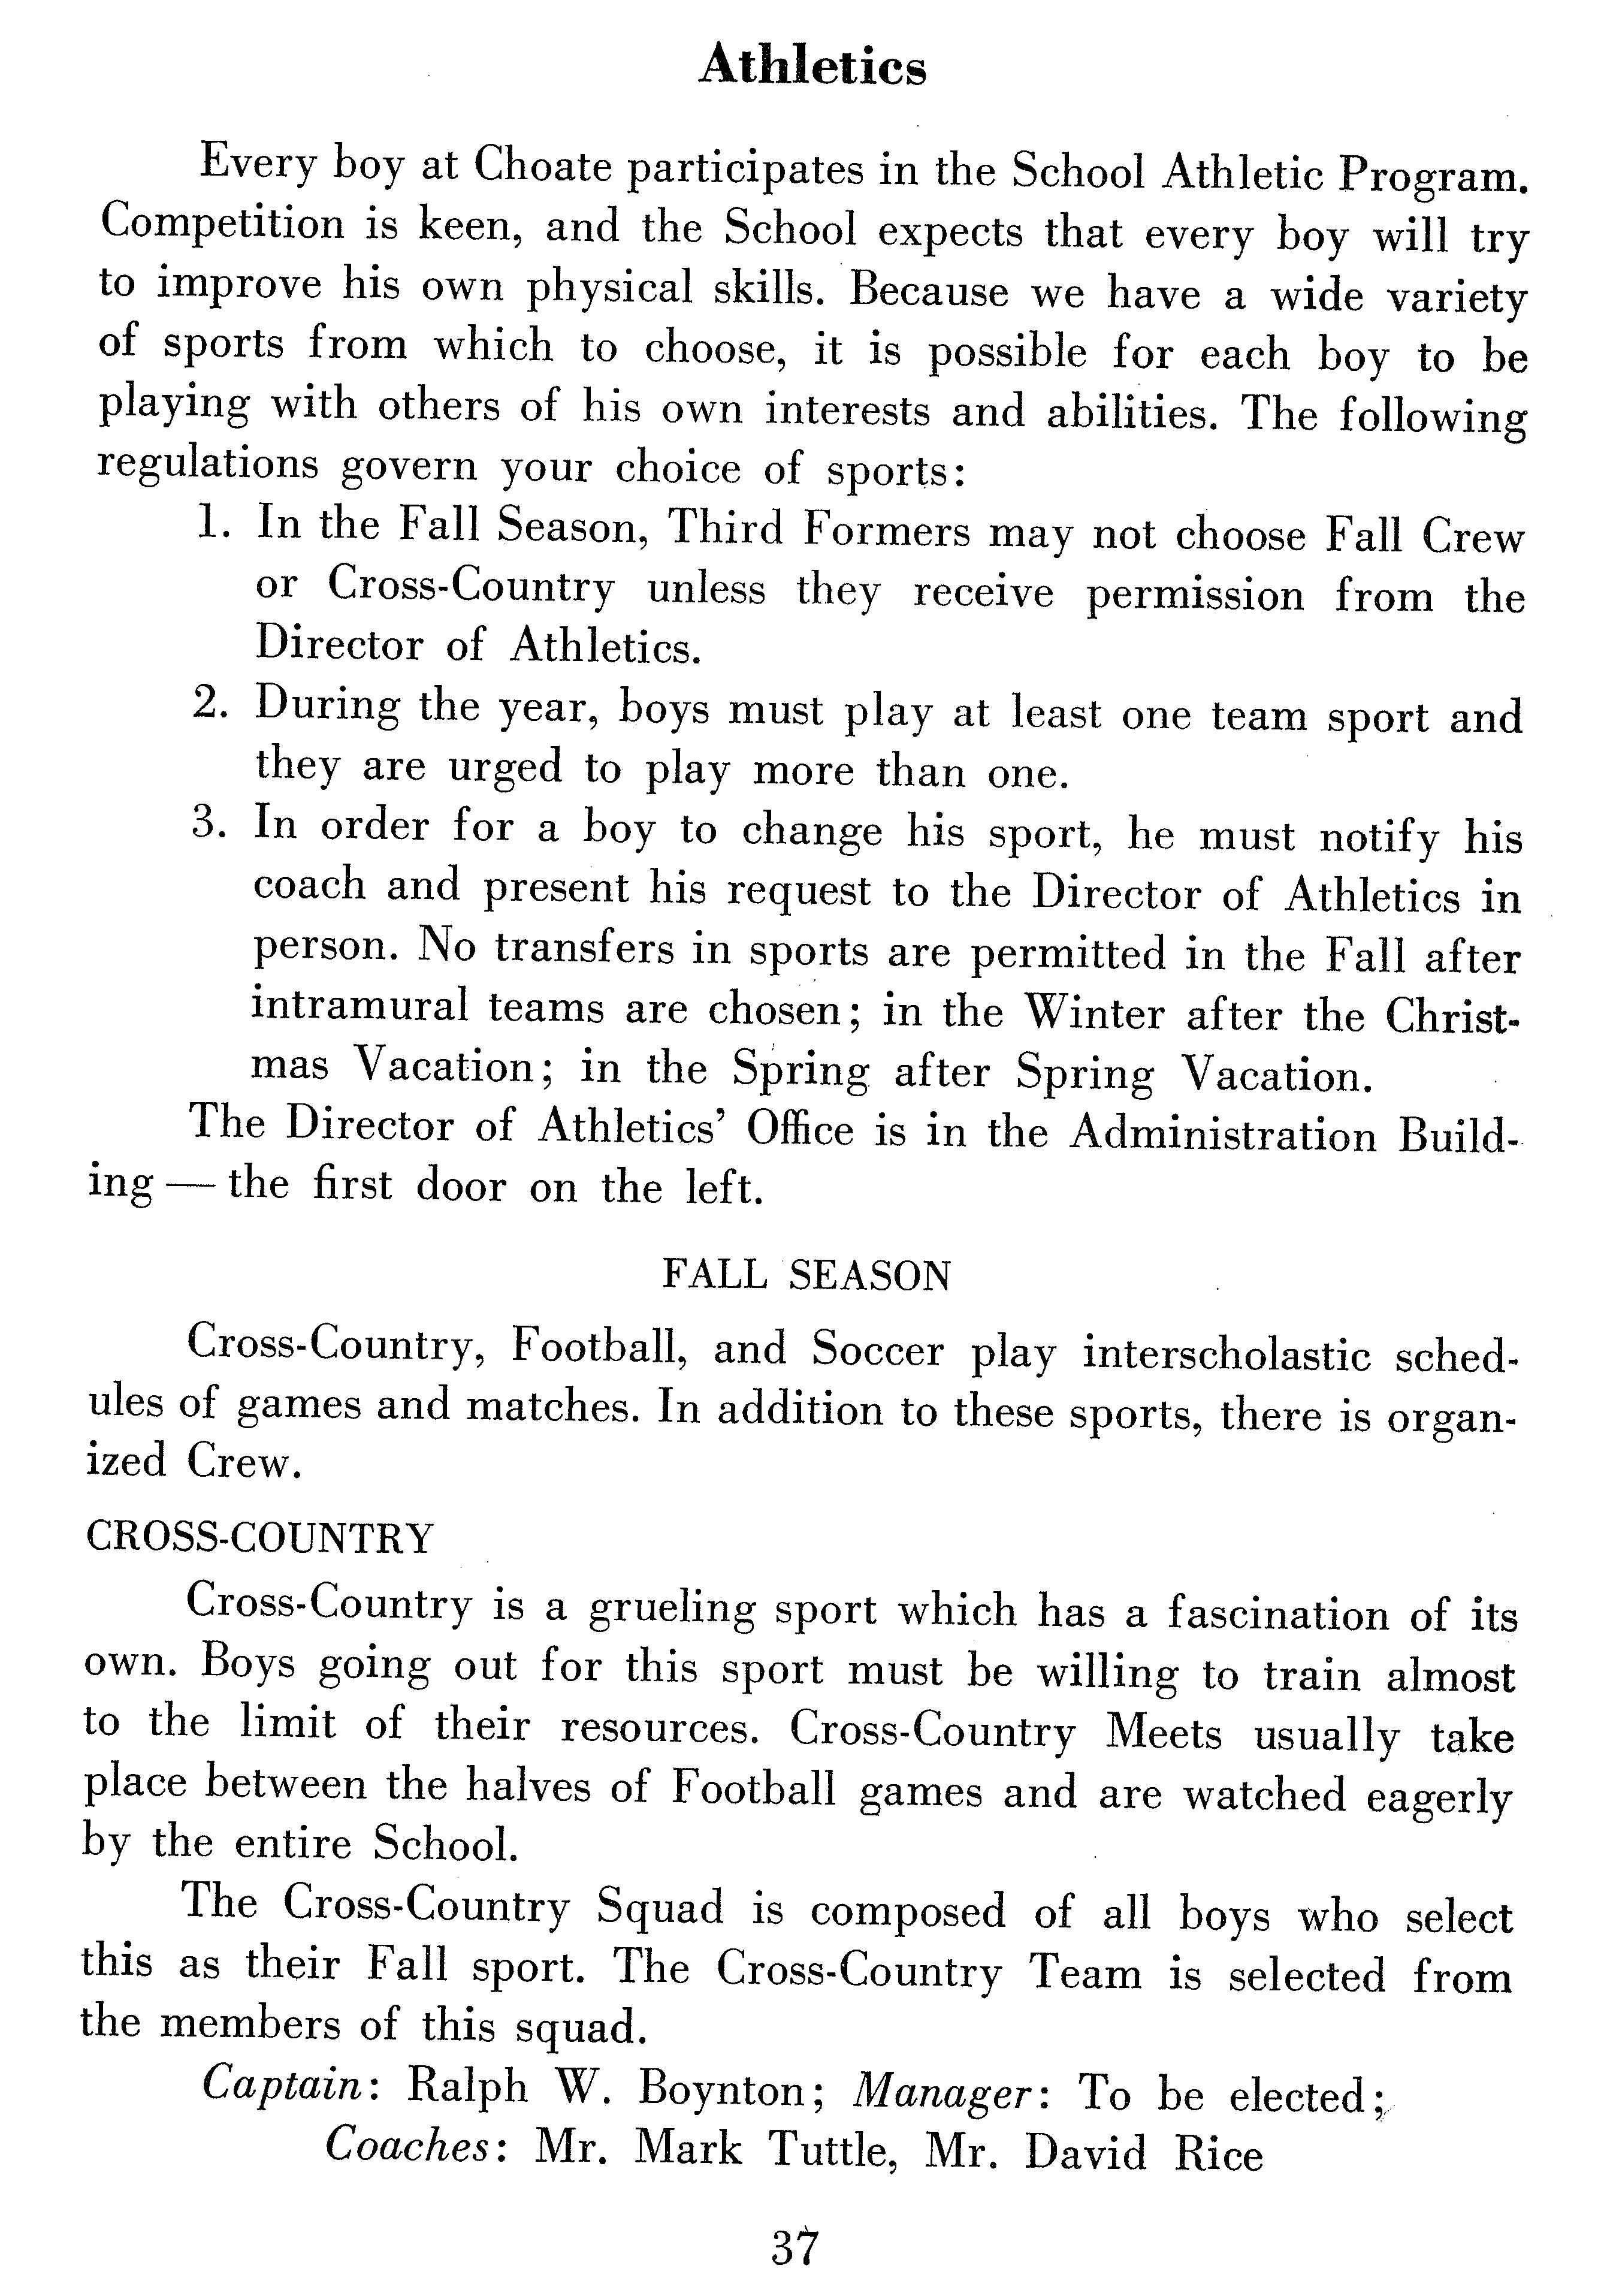 Athletics
Every boy at Choate participates in the School Athletic Program.
Competition is keen, and the School expects that every boy will try
to improve his own physical skills. Because we have a wide variety
of sports from which to choose, it is possible for each boy to be
playing with others of his own interests and abilities. The following
regulations govern your choice of sports:
1. In the Fall Season, Third Formers may not choose Fall Crew
or Cross-Country unless they receive permission from the
Director of Athletics.
2. During the year, boys must play at least one team sport and
they are urged to play more than one.
3. In order for a boy to change his sport, he must notify his
coach and present his request to the Director of Athletics in
person. No transfers in sports are permitted in the Fall after
intramural teams are chosen; in the Winter after the Christ-
mas Vacation; in the Spring after Spring Vacation.
The Director of Athletics' Office is in the Administration Build-
ing — the first door on the left.
FALL SEASON
Cross-Country, Football, and Soccer play interscholastic sched-
ules of games and matches. In addition to these sports, there is organ-
ized Crew.
CROSS-COUNTRY
Cross-Country is a grueling sport which has a fascination of its
own. Boys going out for this sport must be willing to train almost
to the limit of their resources. Cross-Country Meets usually take
place between the halves of Football games and are watched eagerly
by the entire School.
The Cross-Country Squad is composed of all boys who select
this as their Fall sport. The Cross-Country Team is selected from
the members of this squad.
Captain: Ralph W. Boynton; Manager: To be elected;
Coaches: Mr. Mark Tuttle, Mr. David Rice
37